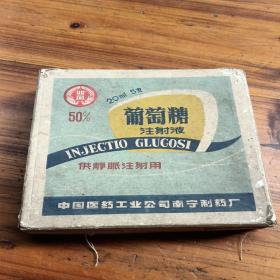 20ml 5支
50%
葡萄糖
注射液
INJECTIO GLUCOSI
供静脉注射用
中国医药工业公司南宁制药厂